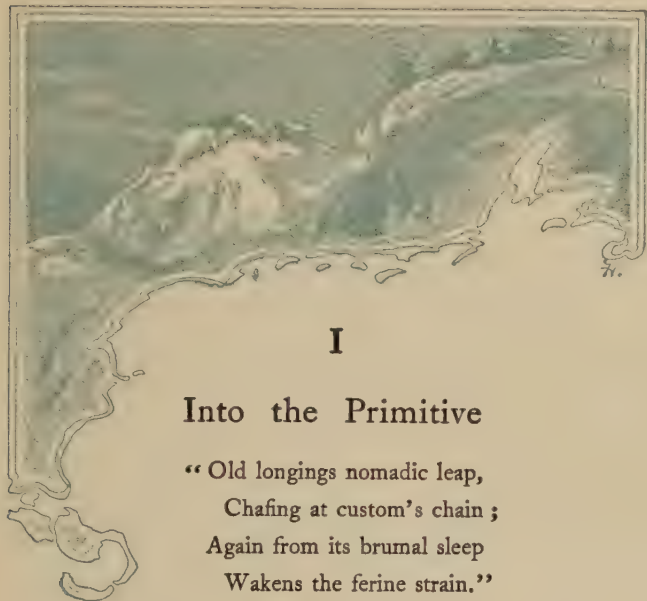 H.
I
Into the Primitive
“ Old longings nomadic leap,
Chafing at custom’s chain ;
Again from its brumal sleep
Wakens the ferine strain.”